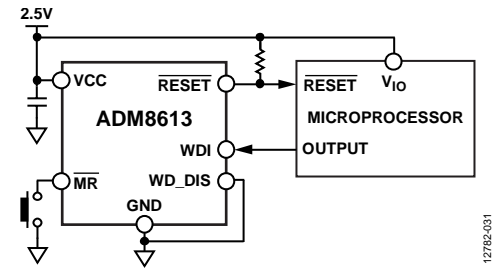 2.5V
VCC
RESET
RESET
VIO
ADM8613
MICROPROCESSOR
WDI
OUTPUT
MR
WD_DIS
GND
12782-031